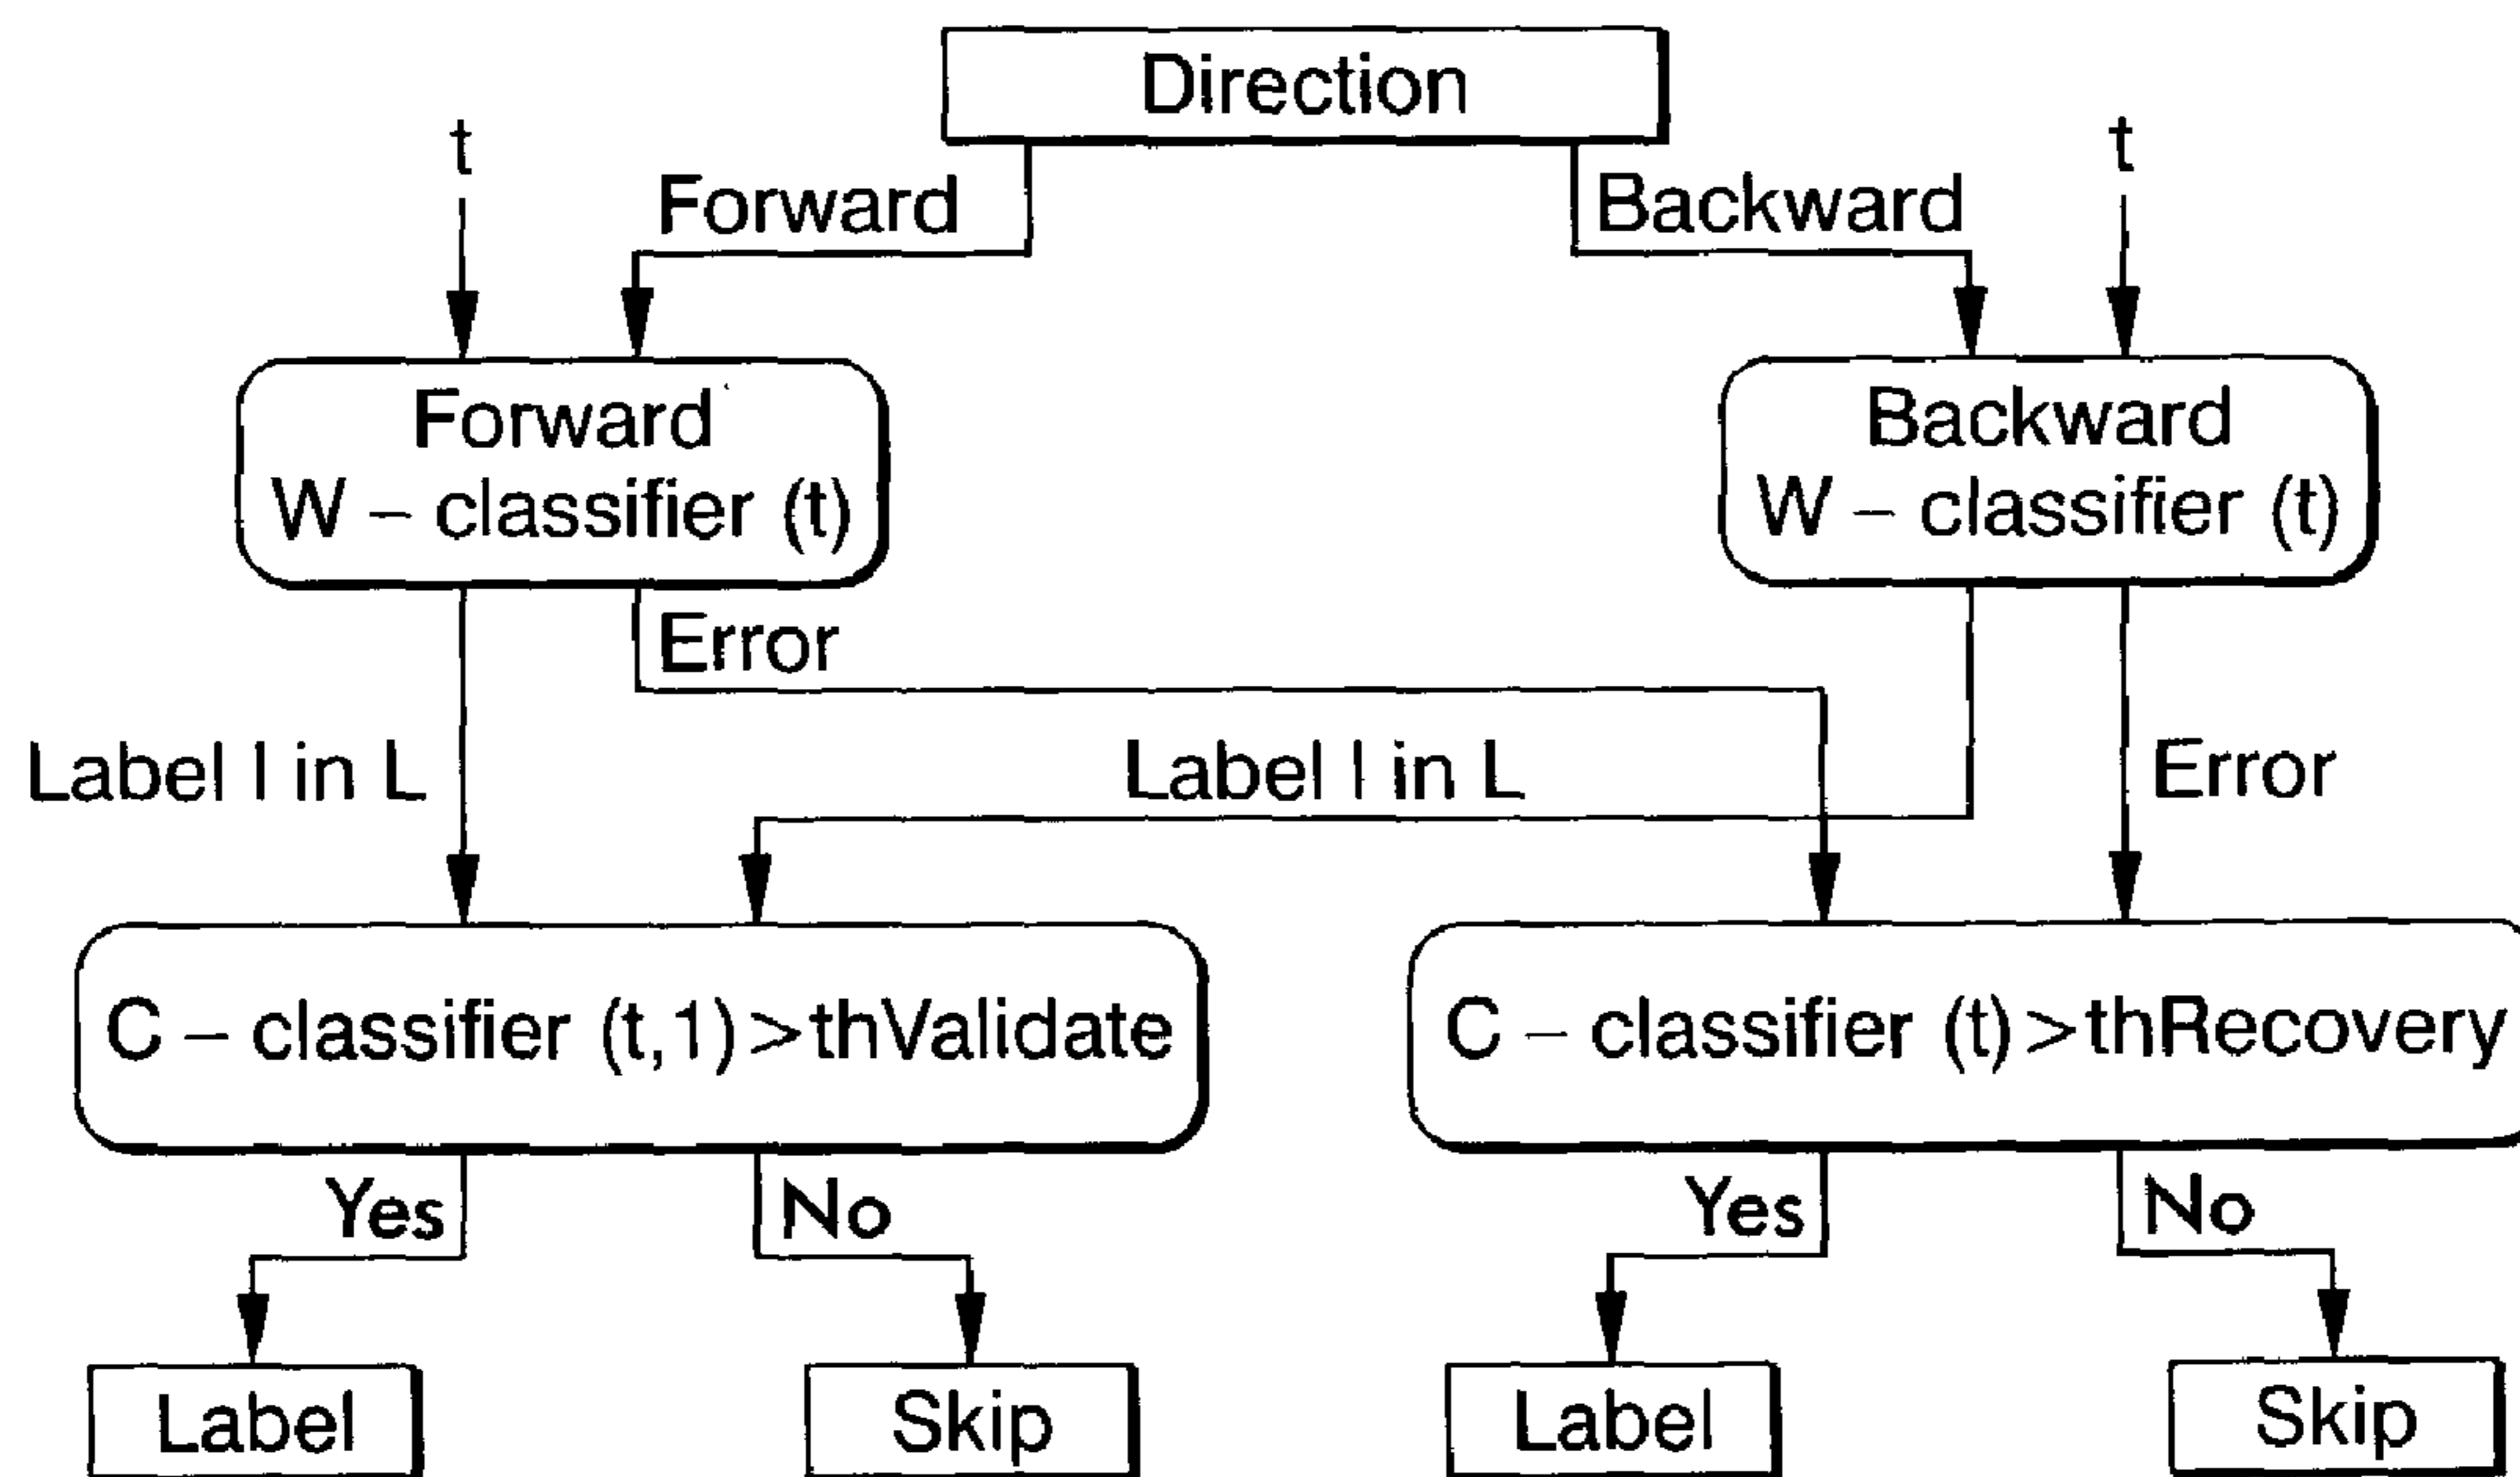 Direction
t
t
Forward
Backward
Forward
W – classifier (t)
Backward
W – classifier (t)
Error
Label l in L
Label l in L
Error
C – classifier (t,1)>thValidate
C – classifier (t)>thRecovery
Yes
No
Yes
No
Label
Skip
Label
Skip